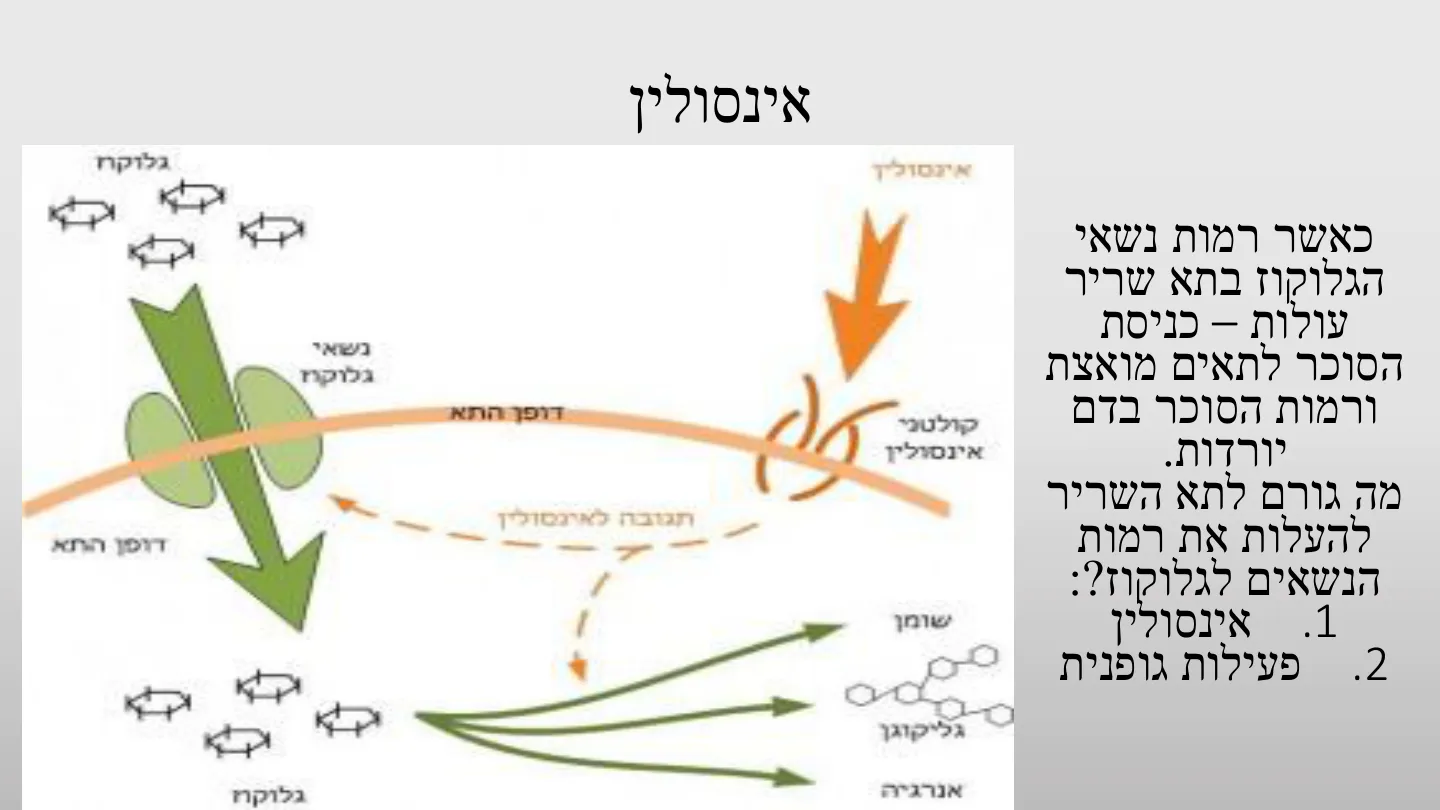 אינסולין
כאשר רמות נשאי
הגלוקוז בתא שריר
עולות – כניסת
הסוכר לתאים מואצת
ורמות הסוכר בדם
יורדות.
מה גורם לתא השריר
להעלות את רמות
הנשאים לגלוקוז?:
1. אינסולין
2. פעילות גופנית
גלוקוז
אינסולין
נשאי
גלוקוז
דופן התא
קולטני
אינסולין
תגובה לאינסולין
דופן התא
שומן
גליקוגן
אנרגיה
גלוקוז